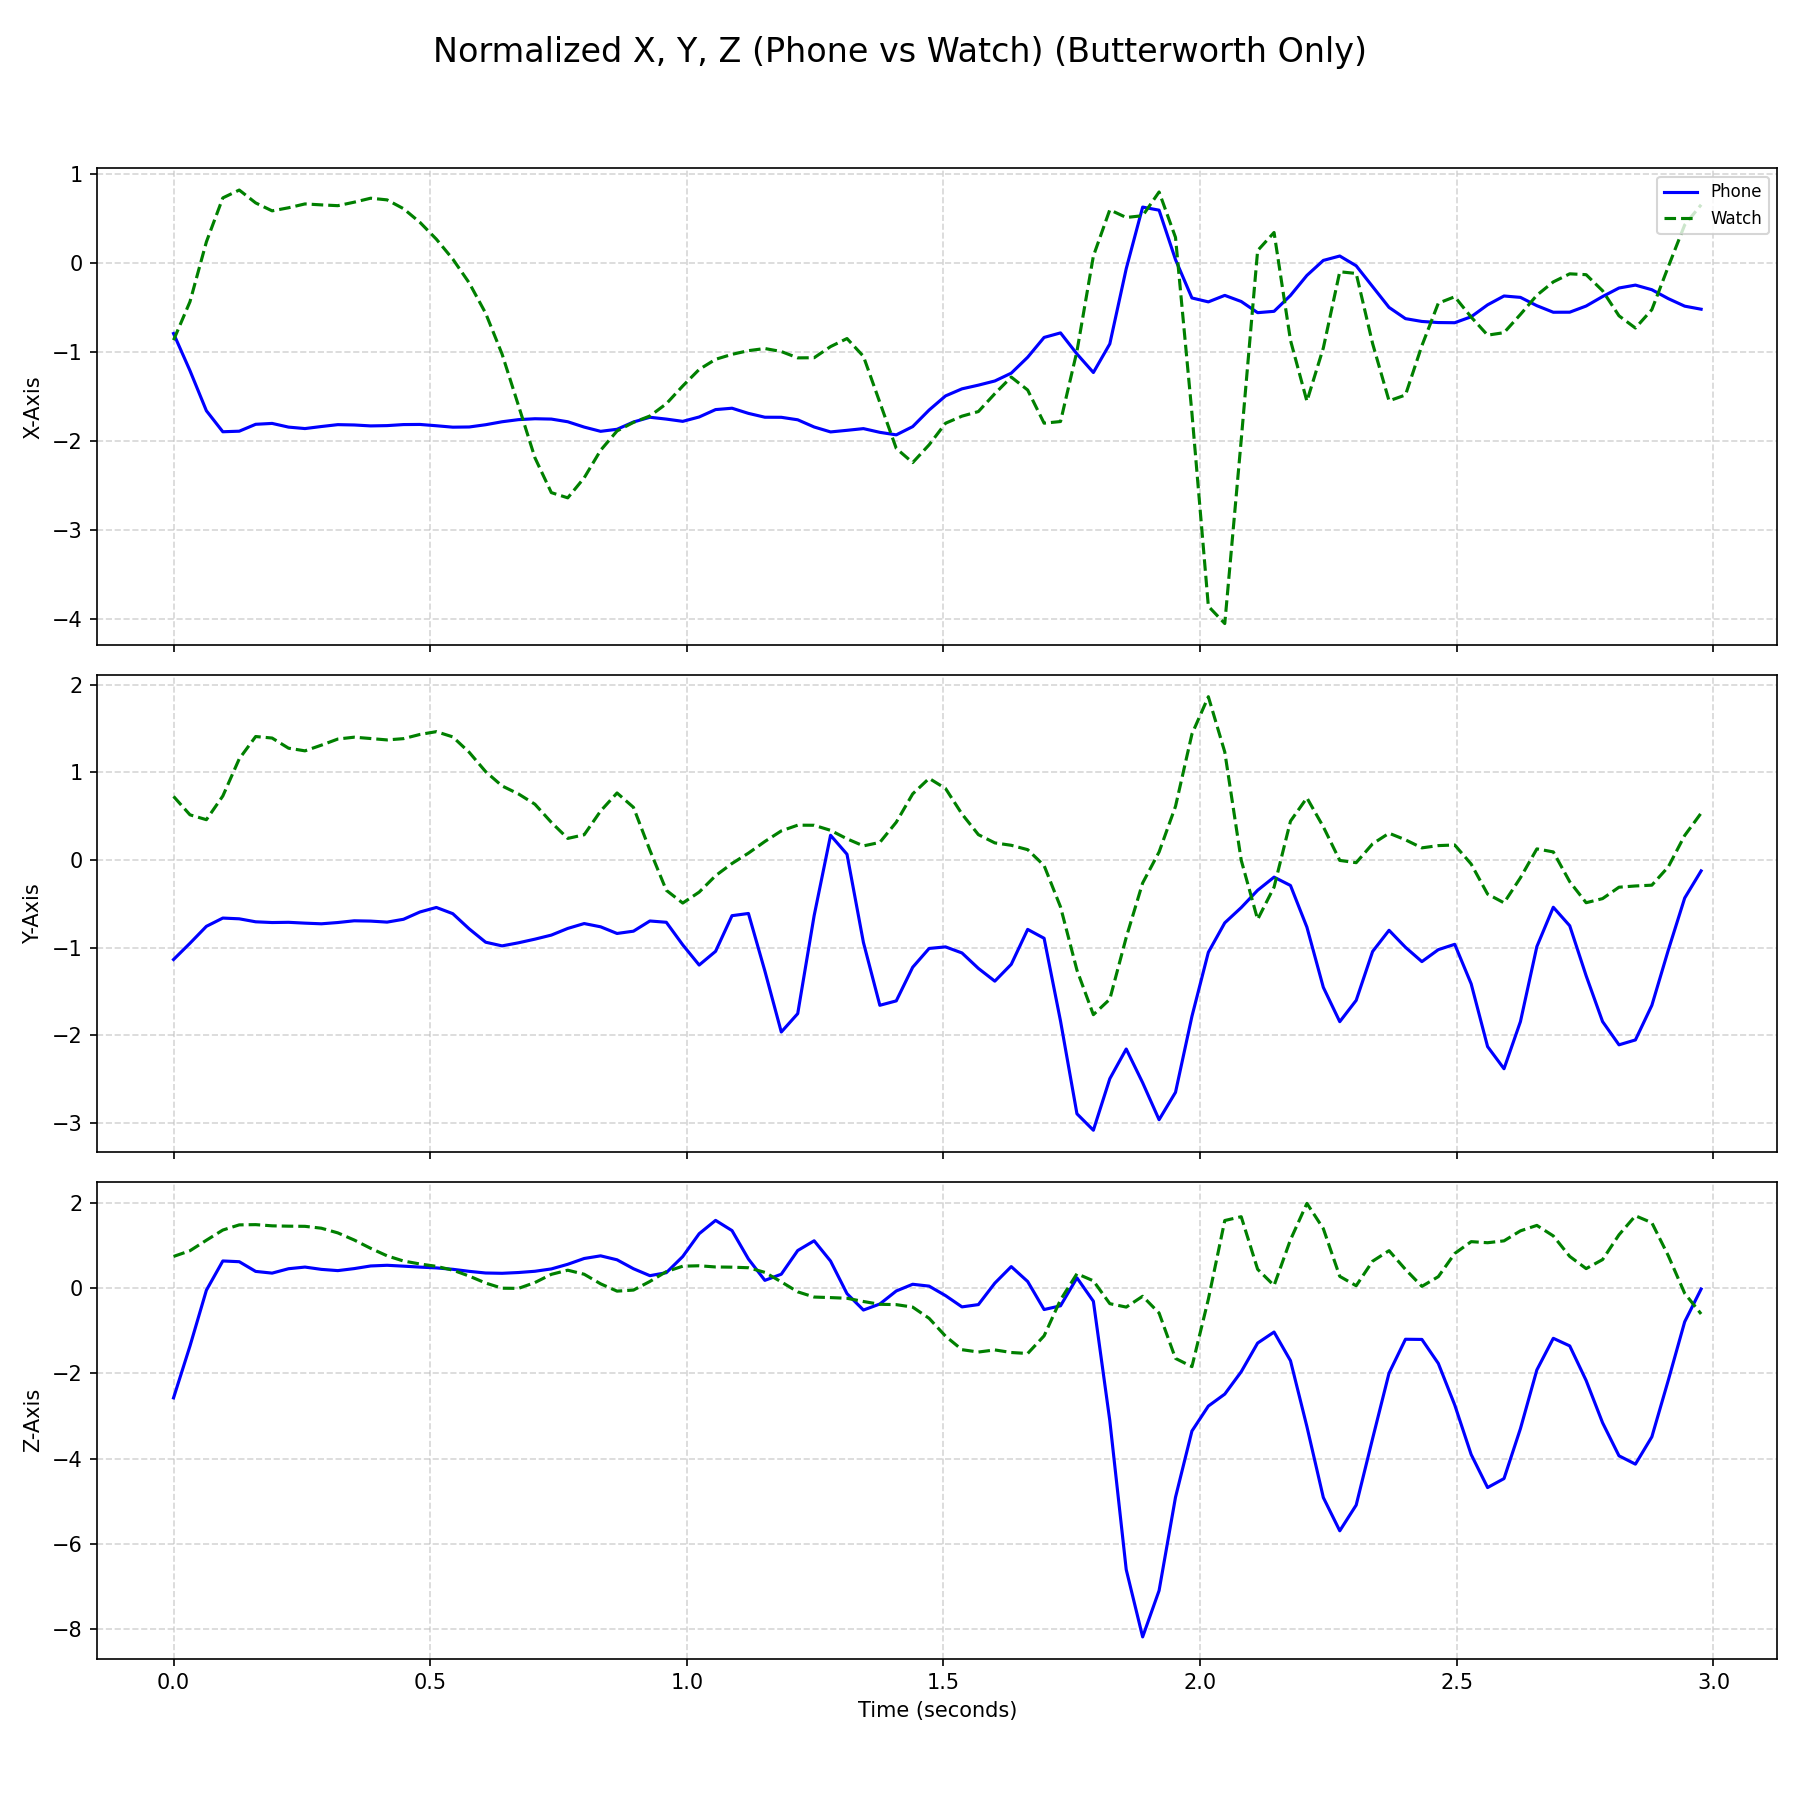 Normalized X, Y, Z (Phone vs Watch) (Butterworth Only)
Phone
Watch
1
0
−1
−2
−3
−4
X-Axis
2
1
0
−1
−2
−3
Y-Axis
2
0
−2
−4
−6
−8
Z-Axis
0.0 0.5 1.0 1.5 2.0 2.5 3.0
Time (seconds)